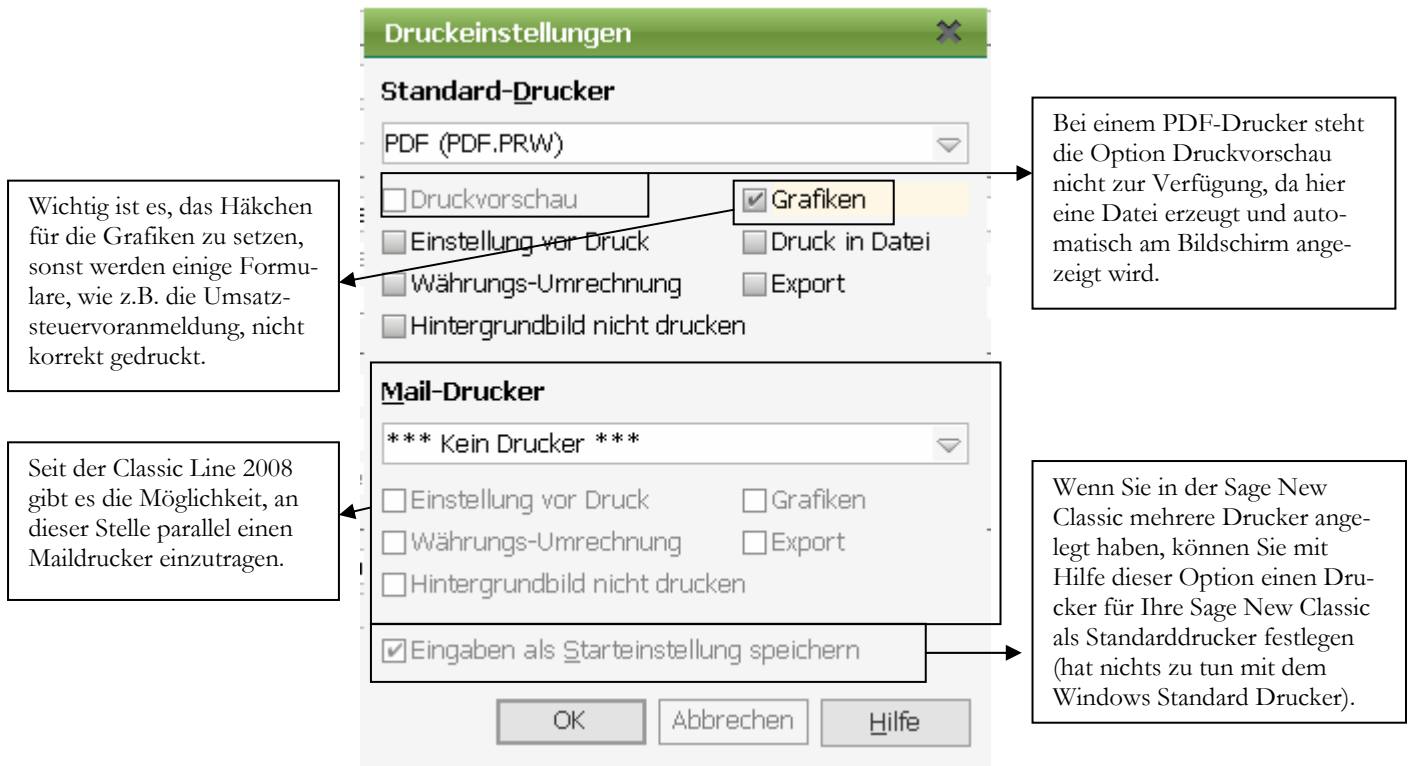 Druckeinstellungen
Standard-Drucker
PDF (PDF.PRW)
Druckvorschau
Grafiken
Einstellung vor Druck
Druck in Datei
Währungs-Umrechnung
Export
Hintergrundbild nicht drucken
Mail-Drucker
*** Kein Drucker ***
Einstellung vor Druck
Grafiken
Währungs-Umrechnung
Export
Hintergrundbild nicht drucken
Eingaben als Starteinstellung speichern
OK
Abbrechen
Hilfe
Wichtig ist es, das Häkchen
für die Grafiken zu setzen,
sonst werden einige Formu-
lare, wie z.B. die Umsatz-
steuervoranmeldung, nicht
korrekt gedruckt.
Seit der Classic Line 2008
gibt es die Möglichkeit, an
dieser Stelle parallel einen
Maildrucker einzutragen.
Bei einem PDF-Drucker steht
die Option Druckvorschau
nicht zur Verfügung, da hier
eine Datei erzeugt und auto-
matisch am Bildschirm ange-
zeigt wird.
Wenn Sie in der Sage New
Classic mehrere Drucker ange-
legt haben, können Sie mit
Hilfe dieser Option einen Dru-
cker für Ihre Sage New Classic
als Standarddrucker festlegen
(hat nichts zu tun mit dem
Windows Standard Drucker).